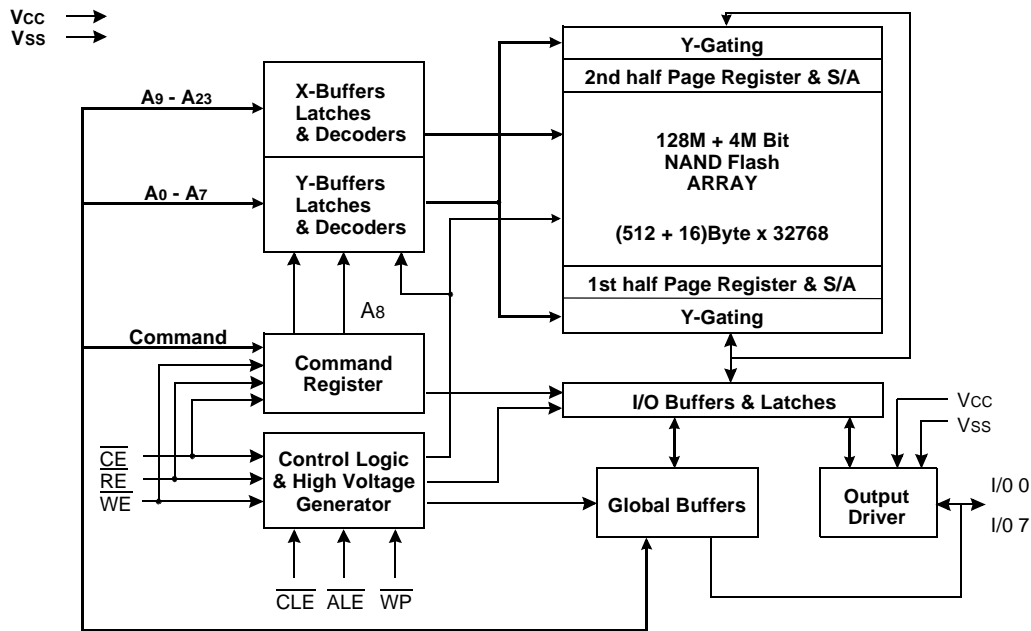 VCC
VSS
A9 - A23
X-Buffers
Latches
& Decoders
A0 - A7
Y-Buffers
Latches
& Decoders
A8
Command
Command
Register
CE
RE
WE
Control Logic
& High Voltage
Generator
CLE
ALE
WP
Y-Gating
2nd half Page Register & S/A
128M + 4M Bit
NAND Flash
ARRAY
(512 + 16)Byte x 32768
1st half Page Register & S/A
Y-Gating
I/O Buffers & Latches
VCC
VSS
Global Buffers
Output
Driver
I/0 0
I/0 7